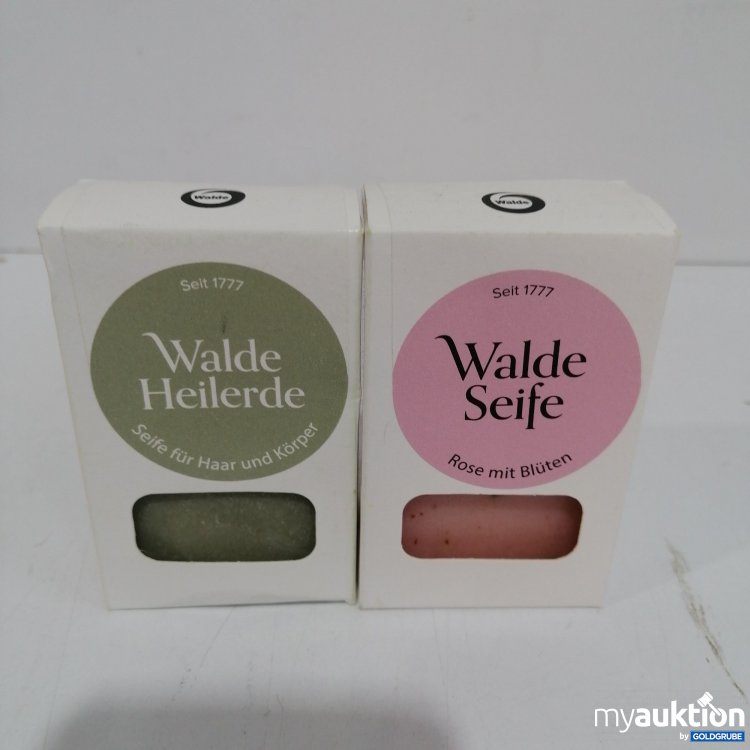 Walde
Seit 1777
Walde
Heilerde
Seife für Haar und Körper
Walde
Seit 1777
Walde
Seife
Rose mit Blüten
myauktion
by GOLDGRUBE